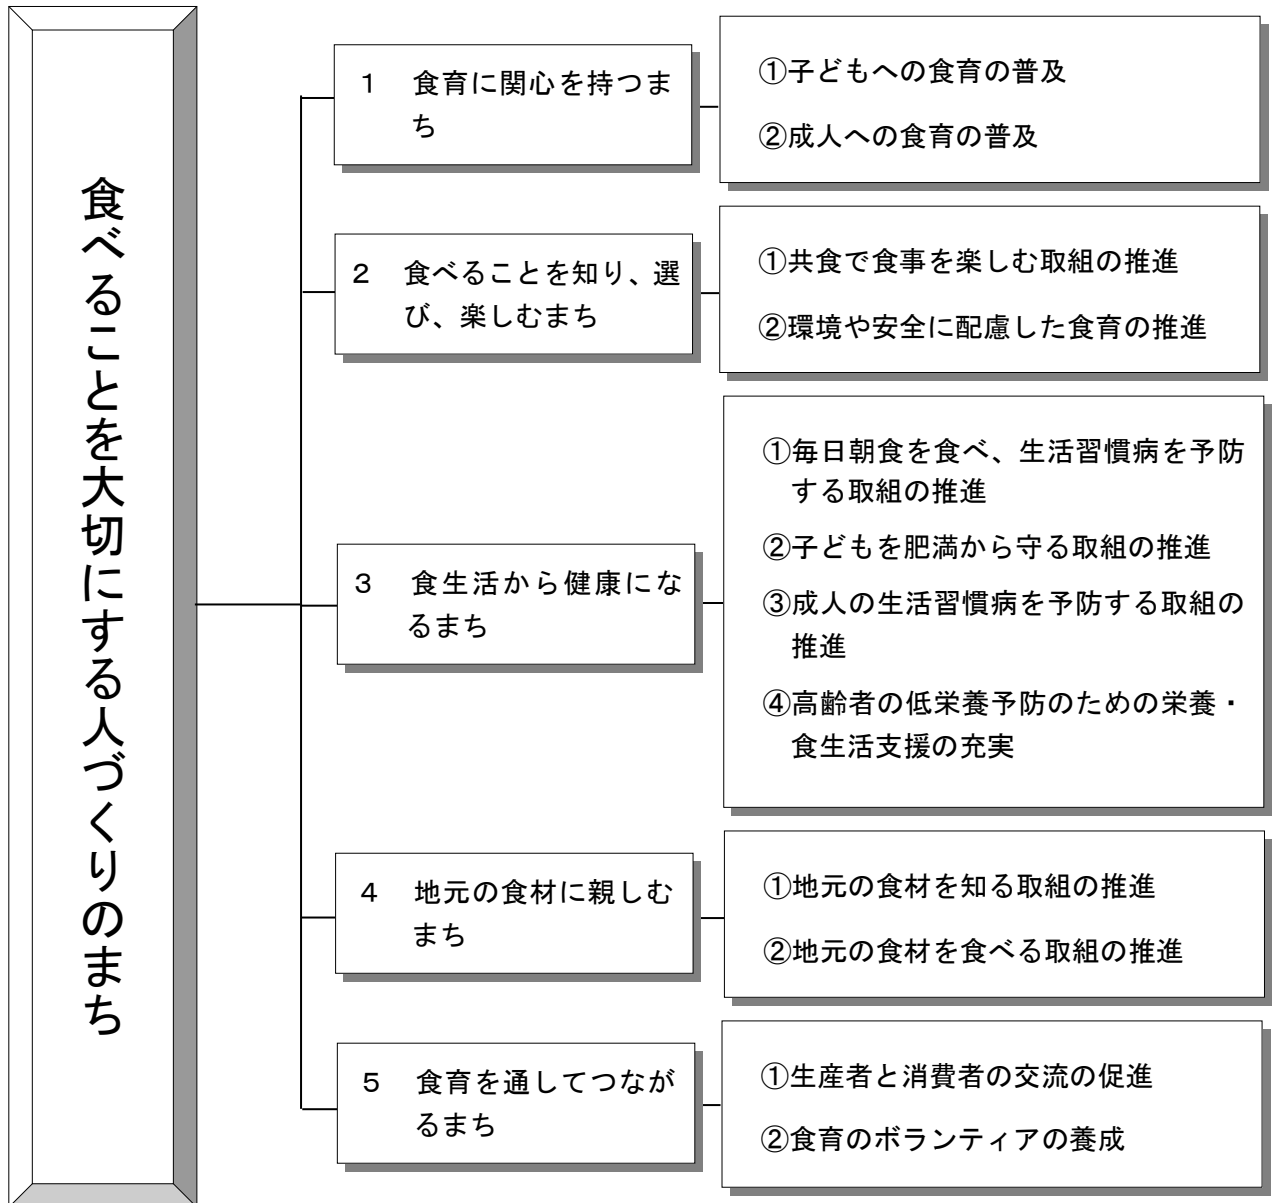 食べることを大切にする人づくりのまち
１　食育に関心を持つま
ち
①子どもへの食育の普及
②成人への食育の普及
２　食べることを知り、選
び、楽しむまち
①共食で食事を楽しむ取組の推進
②環境や安全に配慮した食育の推進
３　食生活から健康にな
るまち
①毎日朝食を食べ、生活習慣病を予防
する取組の推進
②子どもを肥満から守る取組の推進
③成人の生活習慣病を予防する取組の
推進
④高齢者の低栄養予防のための栄養・
食生活支援の充実
４　地元の食材に親しむ
まち
①地元の食材を知る取組の推進
②地元の食材を食べる取組の推進
５　食育を通してつなが
るまち
①生産者と消費者の交流の促進
②食育のボランティアの養成